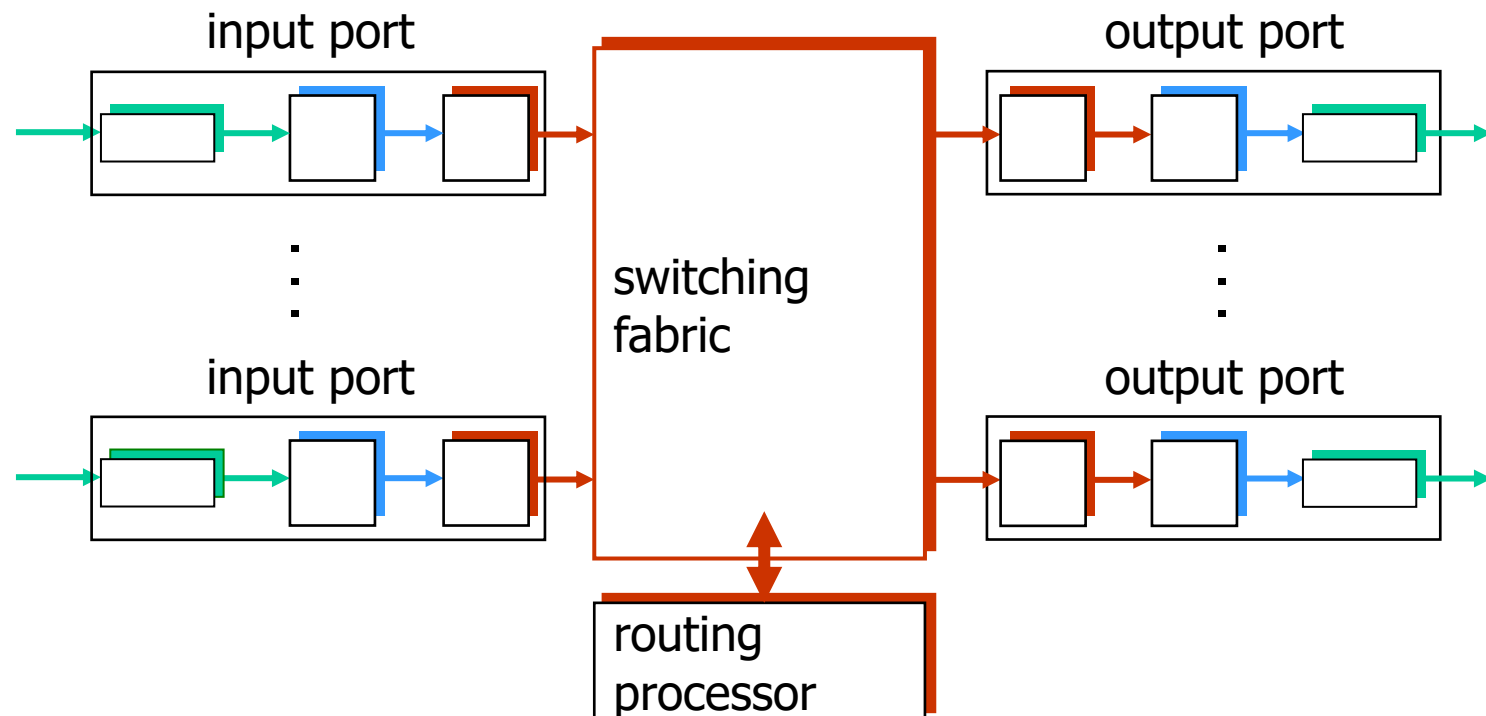 input port
output port
switching
fabric
input port
output port
routing
processor